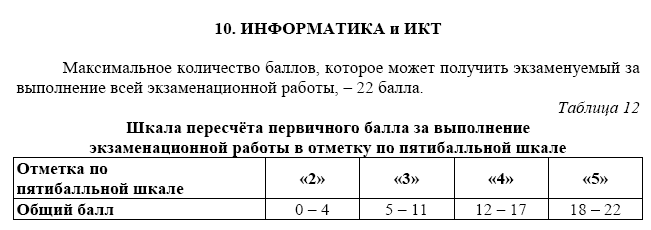 10. ИНФОРМАТИКА и ИКТ
Максимальное количество баллов, которое может получить экзаменуемый за
выполнение всей экзаменационной работы, – 22 балла.
Таблица 12
Шкала пересчёта первичного балла за выполнение
экзаменационной работы в отметку по пятибалльной шкале
Отметка по
пятибалльной шкале «2» «3» «4» «5»
Общий балл 0 – 4 5 – 11 12 – 17 18 – 22